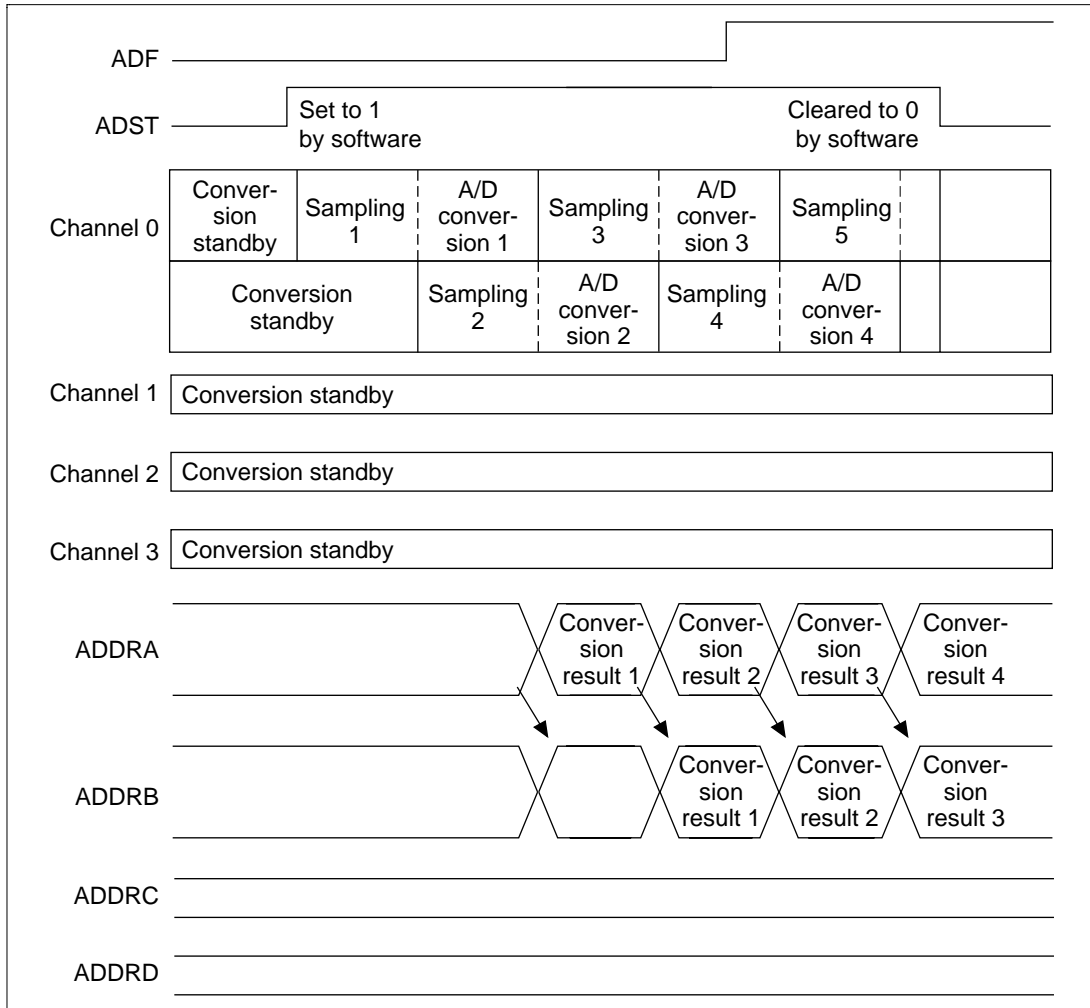 ADF
ADST
Set to 1
by software
Cleared to 0
by software
Channel 0
Conver-
sion
standby
Sampling
1
A/D
conver-
sion 1
Sampling
3
A/D
conver-
sion 3
Sampling
5
Conversion
standby
Sampling
2
A/D
conver-
sion 2
Sampling
4
A/D
conver-
sion 4
Channel 1
Conversion standby
Channel 2
Conversion standby
Channel 3
Conversion standby
ADDRA
Conver-
sion
result 1
Conver-
sion
result 2
Conver-
sion
result 3
Conver-
sion
result 4
ADDRB
Conver-
sion
result 1
Conver-
sion
result 2
Conver-
sion
result 3
ADDRC
ADDRD